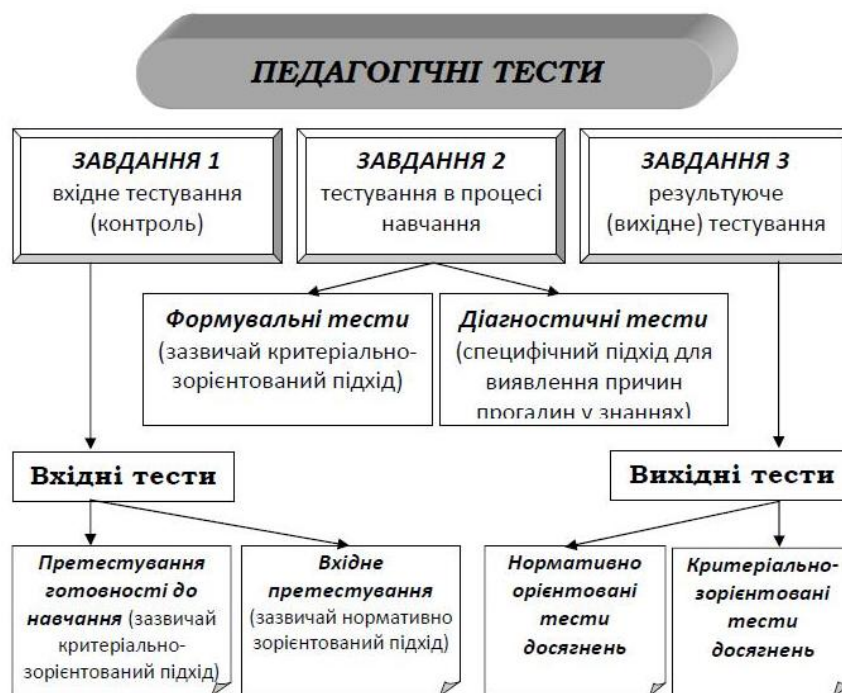 ПЕДАГОГІЧНІ ТЕСТИ
ЗАВДАННЯ 1
вхідне тестування
(контроль)
ЗАВДАННЯ 2
тестування в процесі
навчання
ЗАВДАННЯ 3
результуюче
(вихідне) тестування
Формувальні тести
(зазвичай критеріально-
зорієнтований підхід)
Діагностичні тести
(специфічний підхід для
виявлення причин
прогалин у знаннях)
Вхідні тести
Вихідні тести
Претестування
готовності до
навчання (зазвичай
критеріально-
зорієнтований підхід)
Вхідне
претестування
(зазвичай нормативно
зорієнтований підхід)
Нормативно
орієнтовані
тести
досягнень
Критеріально-
зорієнтовані
тести
досягнень